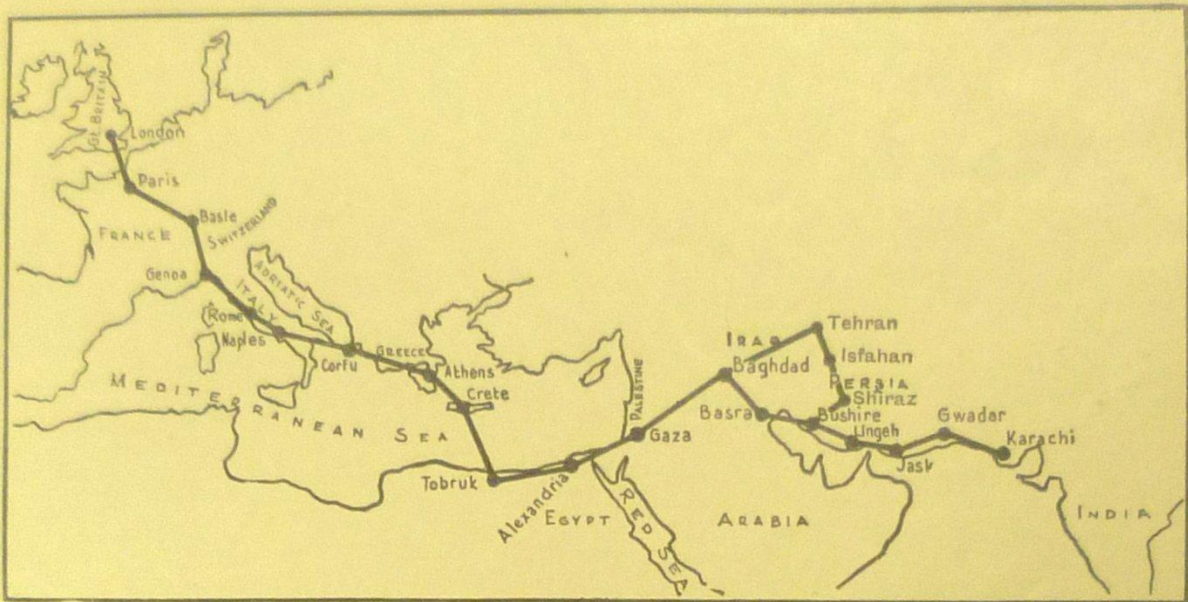 GT. BRITAIN
London
Paris
Basle
FRANCE
SWITZERLAND
Genoa
ITALY
ADRIATIC SEA
Rome
Naples
Corfu
GREECE
Athens
Crete
MEDITERRANEAN SEA
Tobruk
Alexandria
EGYPT
RED SEA
PALESTINE
Gaza
IRAQ
Baghdad
Tehran
Isfahan
PERSIA
Shiraz
Basra
Bushire
Lingeh
Jask
Gwadar
Karachi
ARABIA
INDIA